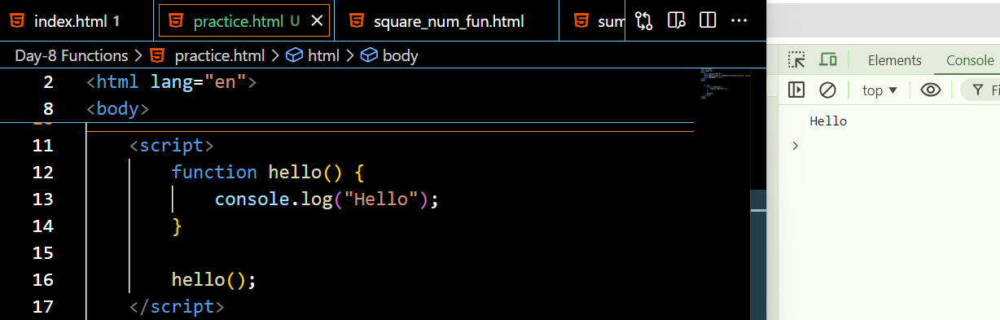 index.html 1 practice.html U square_num_fun.html sum
Day-8 Functions > practice.html > html > body
2 <html lang="en">
8 <body>
11 <script>
12 function hello() {
13 console.log("Hello");
14 }
15
16 hello();
17 </script>
Elements Console
top
Hello
>